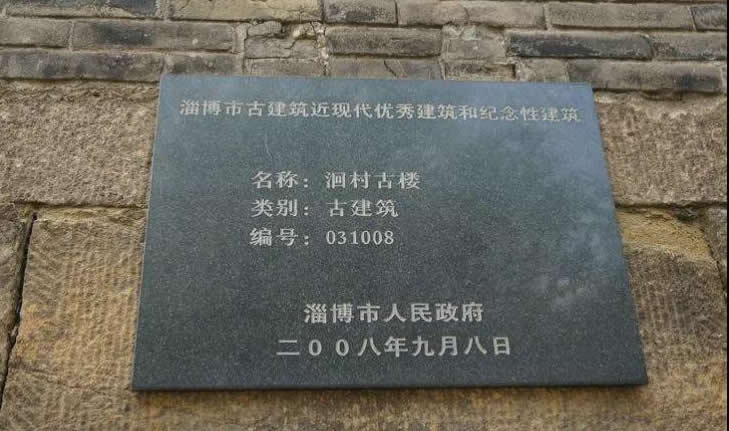 淄博市古建筑近现代优秀建筑和纪念性建筑
名称：洄村古楼
类别：古建筑
编号：031008
淄博市人民政府
二００八年九月八日